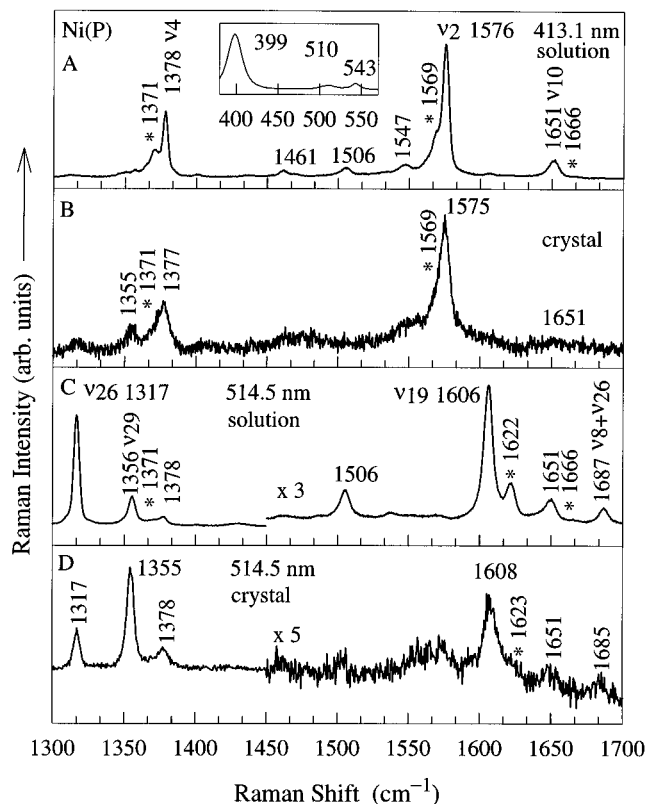 Ni(P)
ν4
399
510
543
ν2 1576
413.1 nm
solution
A
* 1371
1378
* 1569
1651 ν10
* 1666
400 450 500 550
1461
1506
1547
B
1575
* 1569
crystal
1355
* 1371
1377
1651
C
ν26 1317
514.5 nm
solution
ν19 1606
1356 ν29
* 1371
1378
x 3
1506
* 1622
1651
* 1666
1687 ν8+ν26
D
1355
514.5 nm
crystal
1608
1317
1378
x 5
* 1623
1651
1685
1300 1350 1400 1450 1500 1550 1600 1650 1700
Raman Shift (cm⁻¹)
Raman Intensity (arb. units)